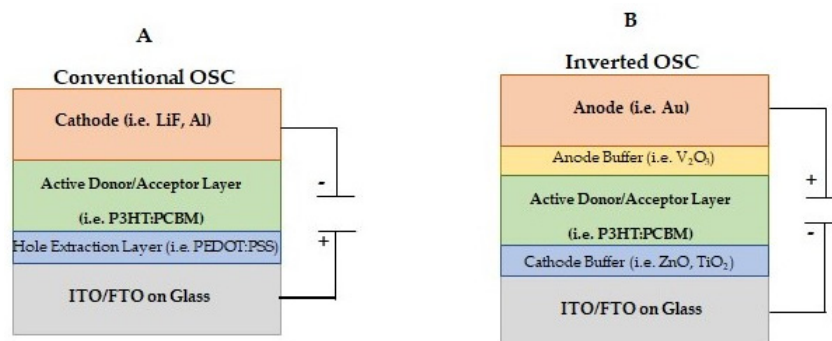 A
Conventional OSC
Cathode (i.e. LiF, Al)
Active Donor/Acceptor Layer
(i.e. P3HT:PCBM)
Hole Extraction Layer (i.e. PEDOT:PSS)
ITO/FTO on Glass
-
+
B
Inverted OSC
Anode (i.e. Au)
Anode Buffer (i.e. V₂O₅)
Active Donor/Acceptor Layer
(i.e. P3HT:PCBM)
Cathode Buffer (i.e. ZnO, TiO₂)
ITO/FTO on Glass
+
-